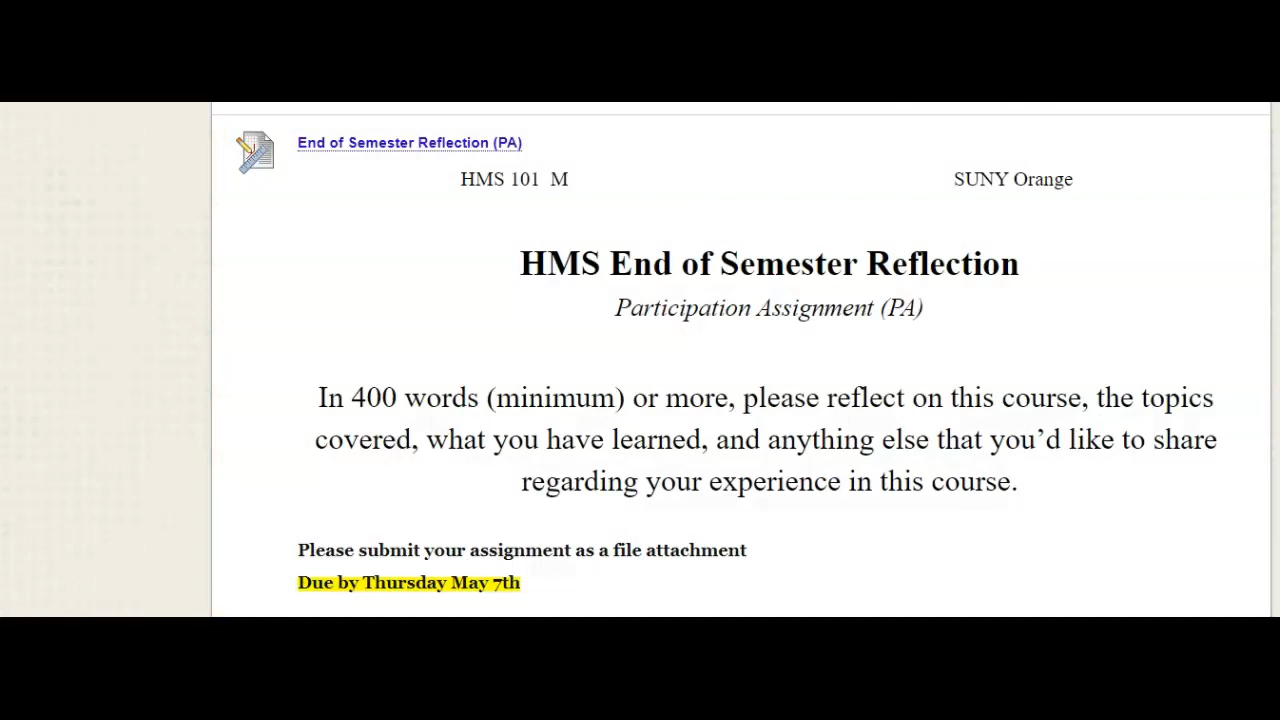 End of Semester Reflection (PA)
HMS 101 M SUNY Orange
HMS End of Semester Reflection
Participation Assignment (PA)
In 400 words (minimum) or more, please reflect on this course, the topics
covered, what you have learned, and anything else that you’d like to share
regarding your experience in this course.
Please submit your assignment as a file attachment
Due by Thursday May 7th